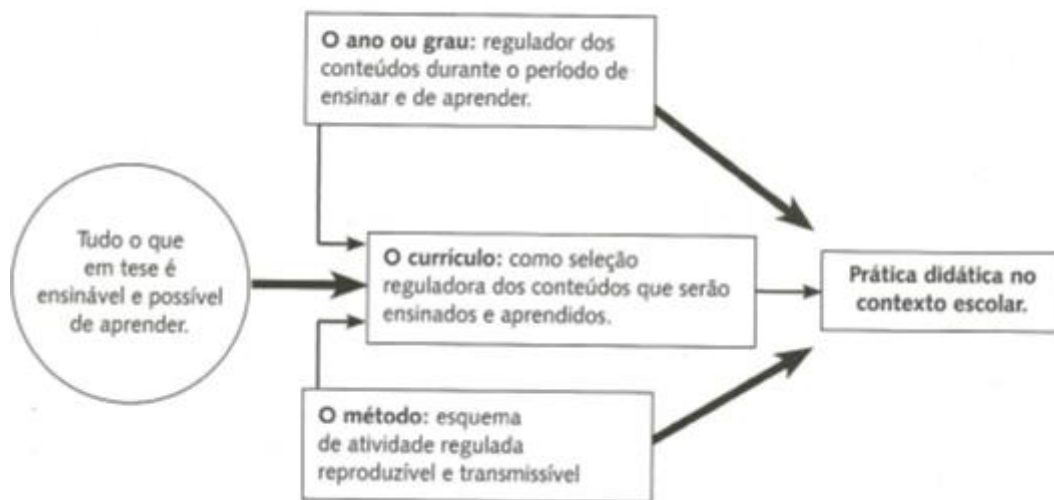 O ano ou grau: regulador dos
conteúdos durante o período de
ensinar e de aprender.
Tudo o que
em tese é
ensinável e possível
de aprender.
O currículo: como seleção
reguladora dos conteúdos que serão
ensinados e aprendidos.
Prática didática no
contexto escolar.
O método: esquema
de atividade regulada
reproduzível e transmissível